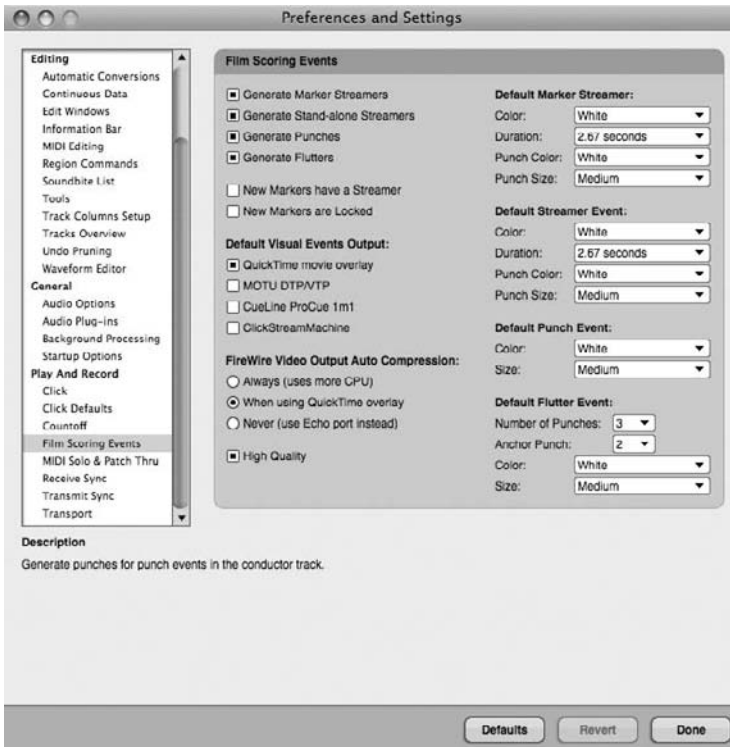 Preferences and Settings
Editing
Automatic Conversions
Continuous Data
Edit Windows
Information Bar
MIDI Editing
Region Commands
Soundbite List
Tools
Track Columns Setup
Tracks Overview
Undo Pruning
Waveform Editor
General
Audio Options
Audio Plug-ins
Background Processing
Startup Options
Play And Record
Click
Click Defaults
Countoff
Film Scoring Events
MIDI Solo & Patch Thru
Receive Sync
Transmit Sync
Transport
Film Scoring Events
Generate Marker Streamers
Generate Stand-alone Streamers
Generate Punches
Generate Flutters
New Markers have a Streamer
New Markers are Locked
Default Visual Events Output:
QuickTime movie overlay
MOTU DTP/VTP
CueLine ProCue 1m1
ClickStreamMachine
FireWire Video Output Auto Compression:
Always (uses more CPU)
When using QuickTime overlay
Never (use Echo port instead)
High Quality
Default Marker Streamer:
Color: White
Duration: 2.67 seconds
Punch Color: White
Punch Size: Medium
Default Streamer Event:
Color: White
Duration: 2.67 seconds
Punch Color: White
Punch Size: Medium
Default Punch Event:
Color: White
Size: Medium
Default Flutter Event:
Number of Punches: 3
Anchor Punch: 2
Color: White
Size: Medium
Description
Generate punches for punch events in the conductor track.
Defaults
Revert
Done